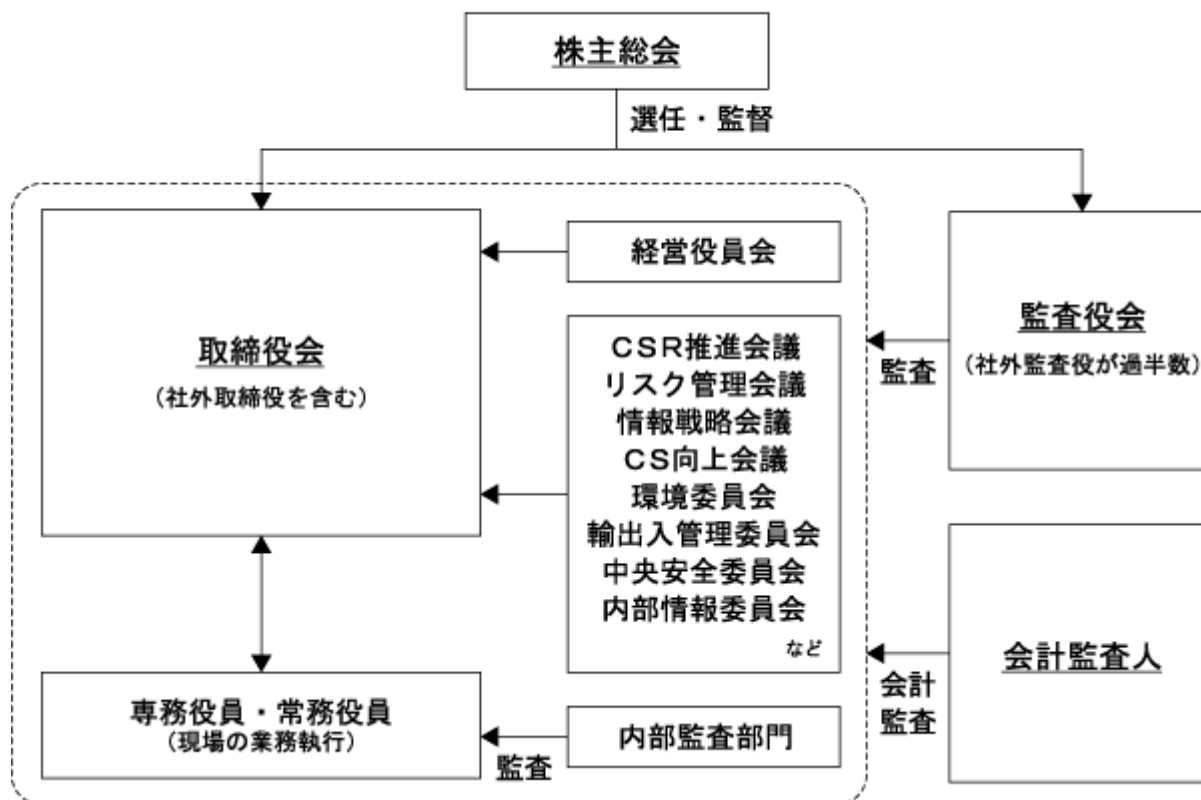 株主総会
選任・監督
取締役会
（社外取締役を含む）
経営役員会
ＣＳＲ推進会議
リスク管理会議
情報戦略会議
ＣＳ向上会議
環境委員会
輸出入管理委員会
中央安全委員会
内部情報委員会
など
監査役会
（社外監査役が過半数）
監査
会計監査人
会計
監査
専務役員・常務役員
（現場の業務執行）
内部監査部門
監査